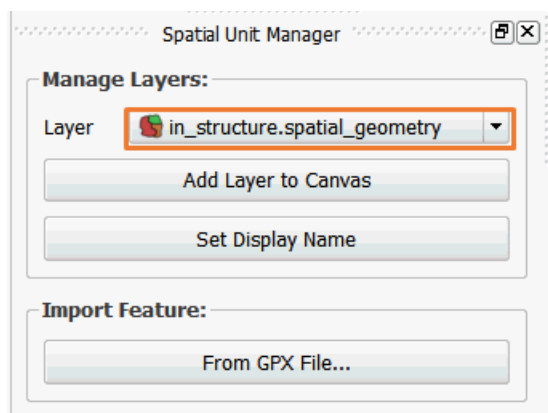 Spatial Unit Manager
Manage Layers:
Layer in_structure.spatial_geometry
Add Layer to Canvas
Set Display Name
Import Feature:
From GPX File...